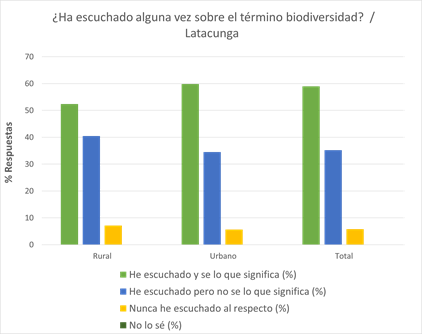 ¿Ha escuchado alguna vez sobre el término biodiversidad? /
Latacunga
% Respuestas
70
60
50
40
30
20
10
0
Rural
Urbano
Total
He escuchado y se lo que significa (%)
He escuchado pero no se lo que significa (%)
Nunca he escuchado al respecto (%)
No lo sé (%)